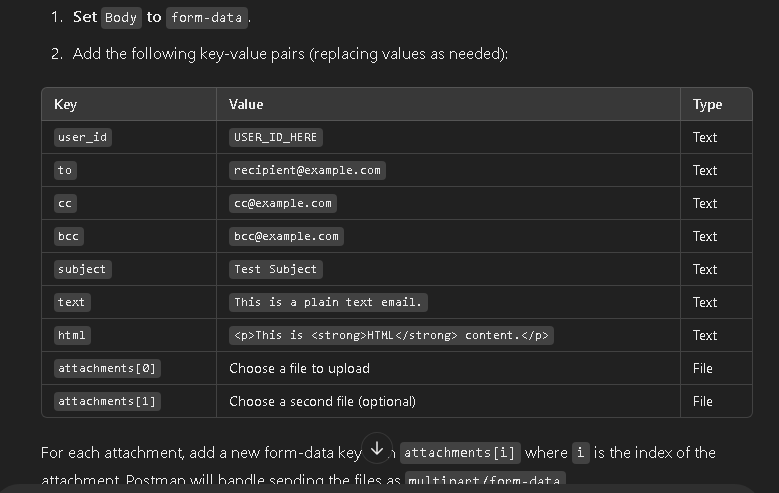 1. Set Body to form-data.
2. Add the following key-value pairs (replacing values as needed):
Key Value Type
user_id USER_ID_HERE Text
to recipient@example.com Text
cc cc@example.com Text
bcc bcc@example.com Text
subject Test Subject Text
text This is a plain text email. Text
html <p>This is <strong>HTML</strong> content.</p> Text
attachments[0] Choose a file to upload File
attachments[1] Choose a second file (optional) File
For each attachment, add a new form-data key attachments[i] where i is the index of the
attachment. Postman will handle sending the files as multipart/form-data